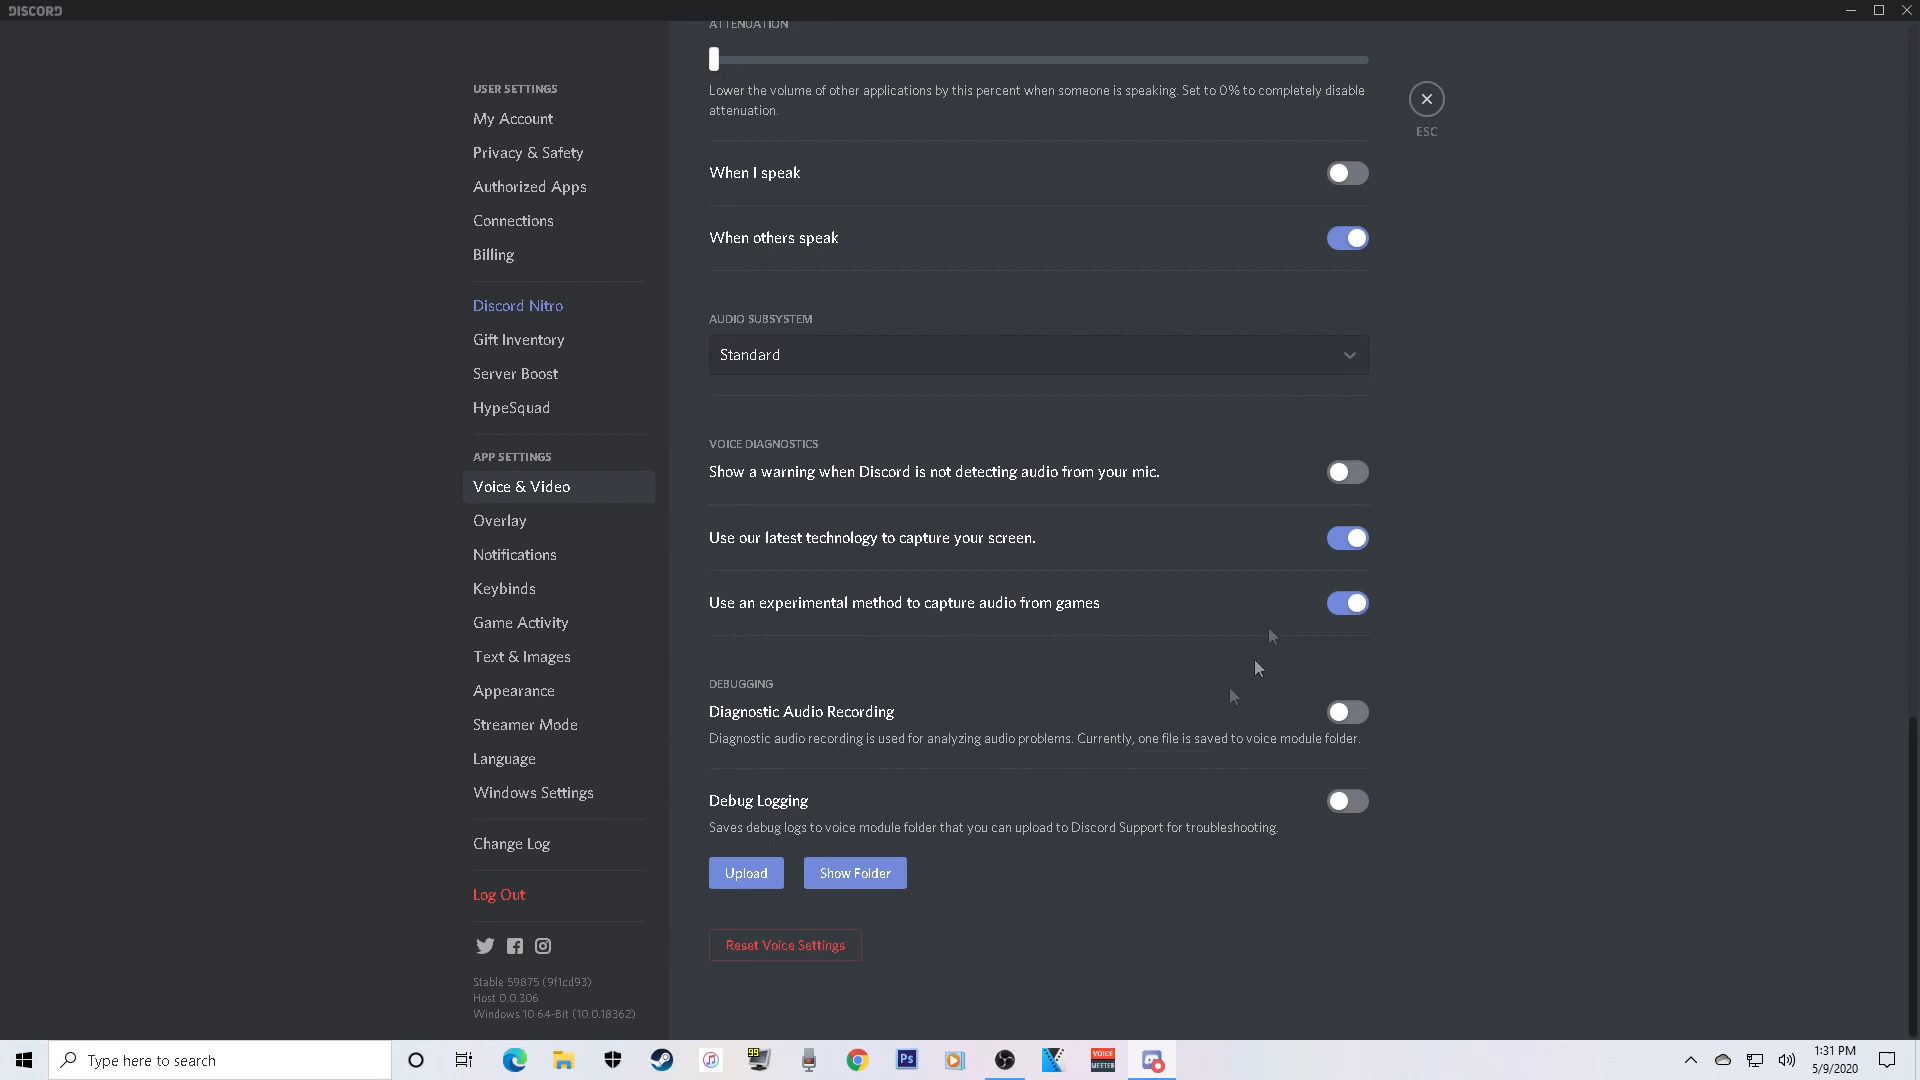 DISCORD
USER SETTINGS
My Account
Privacy & Safety
Authorized Apps
Connections
Billing
Discord Nitro
Gift Inventory
Server Boost
HypeSquad
APP SETTINGS
Voice & Video
Overlay
Notifications
Keybinds
Game Activity
Text & Images
Appearance
Streamer Mode
Language
Windows Settings
Change Log
Log Out
Stable 59875 (9f1cd93)
Host 0.0.306
Windows 10 64-Bit (10.0.18362)
ATTENUATION
Lower the volume of other applications by this percent when someone is speaking. Set to 0% to completely disable
attenuation.
When I speak
When others speak
AUDIO SUBSYSTEM
Standard
VOICE DIAGNOSTICS
Show a warning when Discord is not detecting audio from your mic.
Use our latest technology to capture your screen.
Use an experimental method to capture audio from games
DEBUGGING
Diagnostic Audio Recording
Diagnostic audio recording is used for analyzing audio problems. Currently, one file is saved to voice module folder.
Debug Logging
Saves debug logs to voice module folder that you can upload to Discord Support for troubleshooting.
Upload Show Folder
Reset Voice Settings
ESC
Type here to search
99
Ps
VOICE
MEETER
1:31 PM
5/9/2020